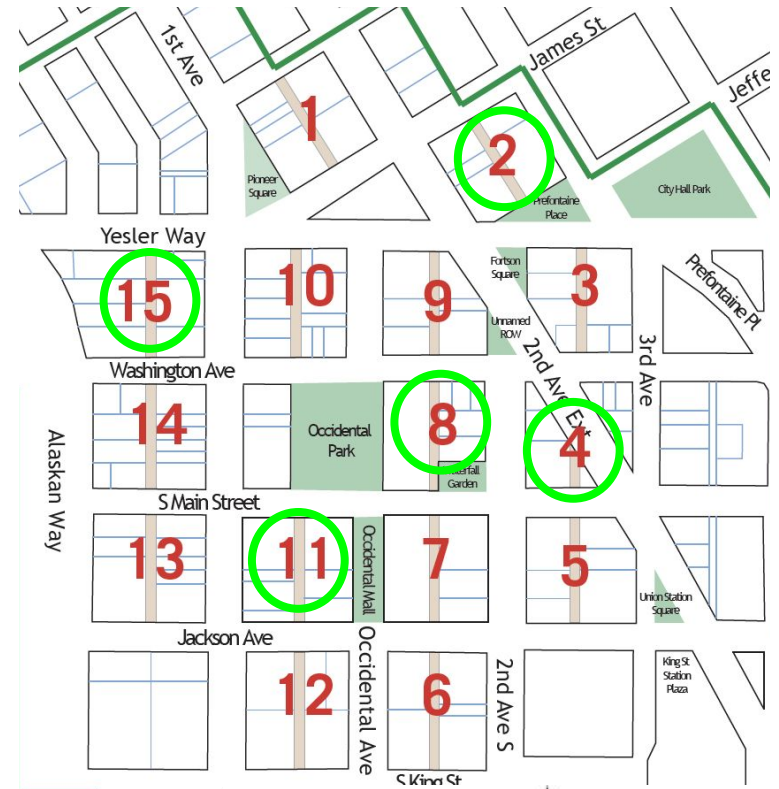 1st Ave
James St
Jeffe
1
2
Pioneer
Square
Prefontaine
Place
City Hall Park
Yesler Way
15
10
9
Fortson
Square
3
Prefontaine Pl
Unnamed
ROW
Washington Ave
2nd Ave Ext
3rd Ave
14
Occidental
Park
8
4
Garden
Alaskan Way
S Main Street
13
11
Occidental Mall
7
5
Union Station
Square
Jackson Ave
12
Occidental Ave
6
2nd Ave S
King St
Station
Plaza
S King St